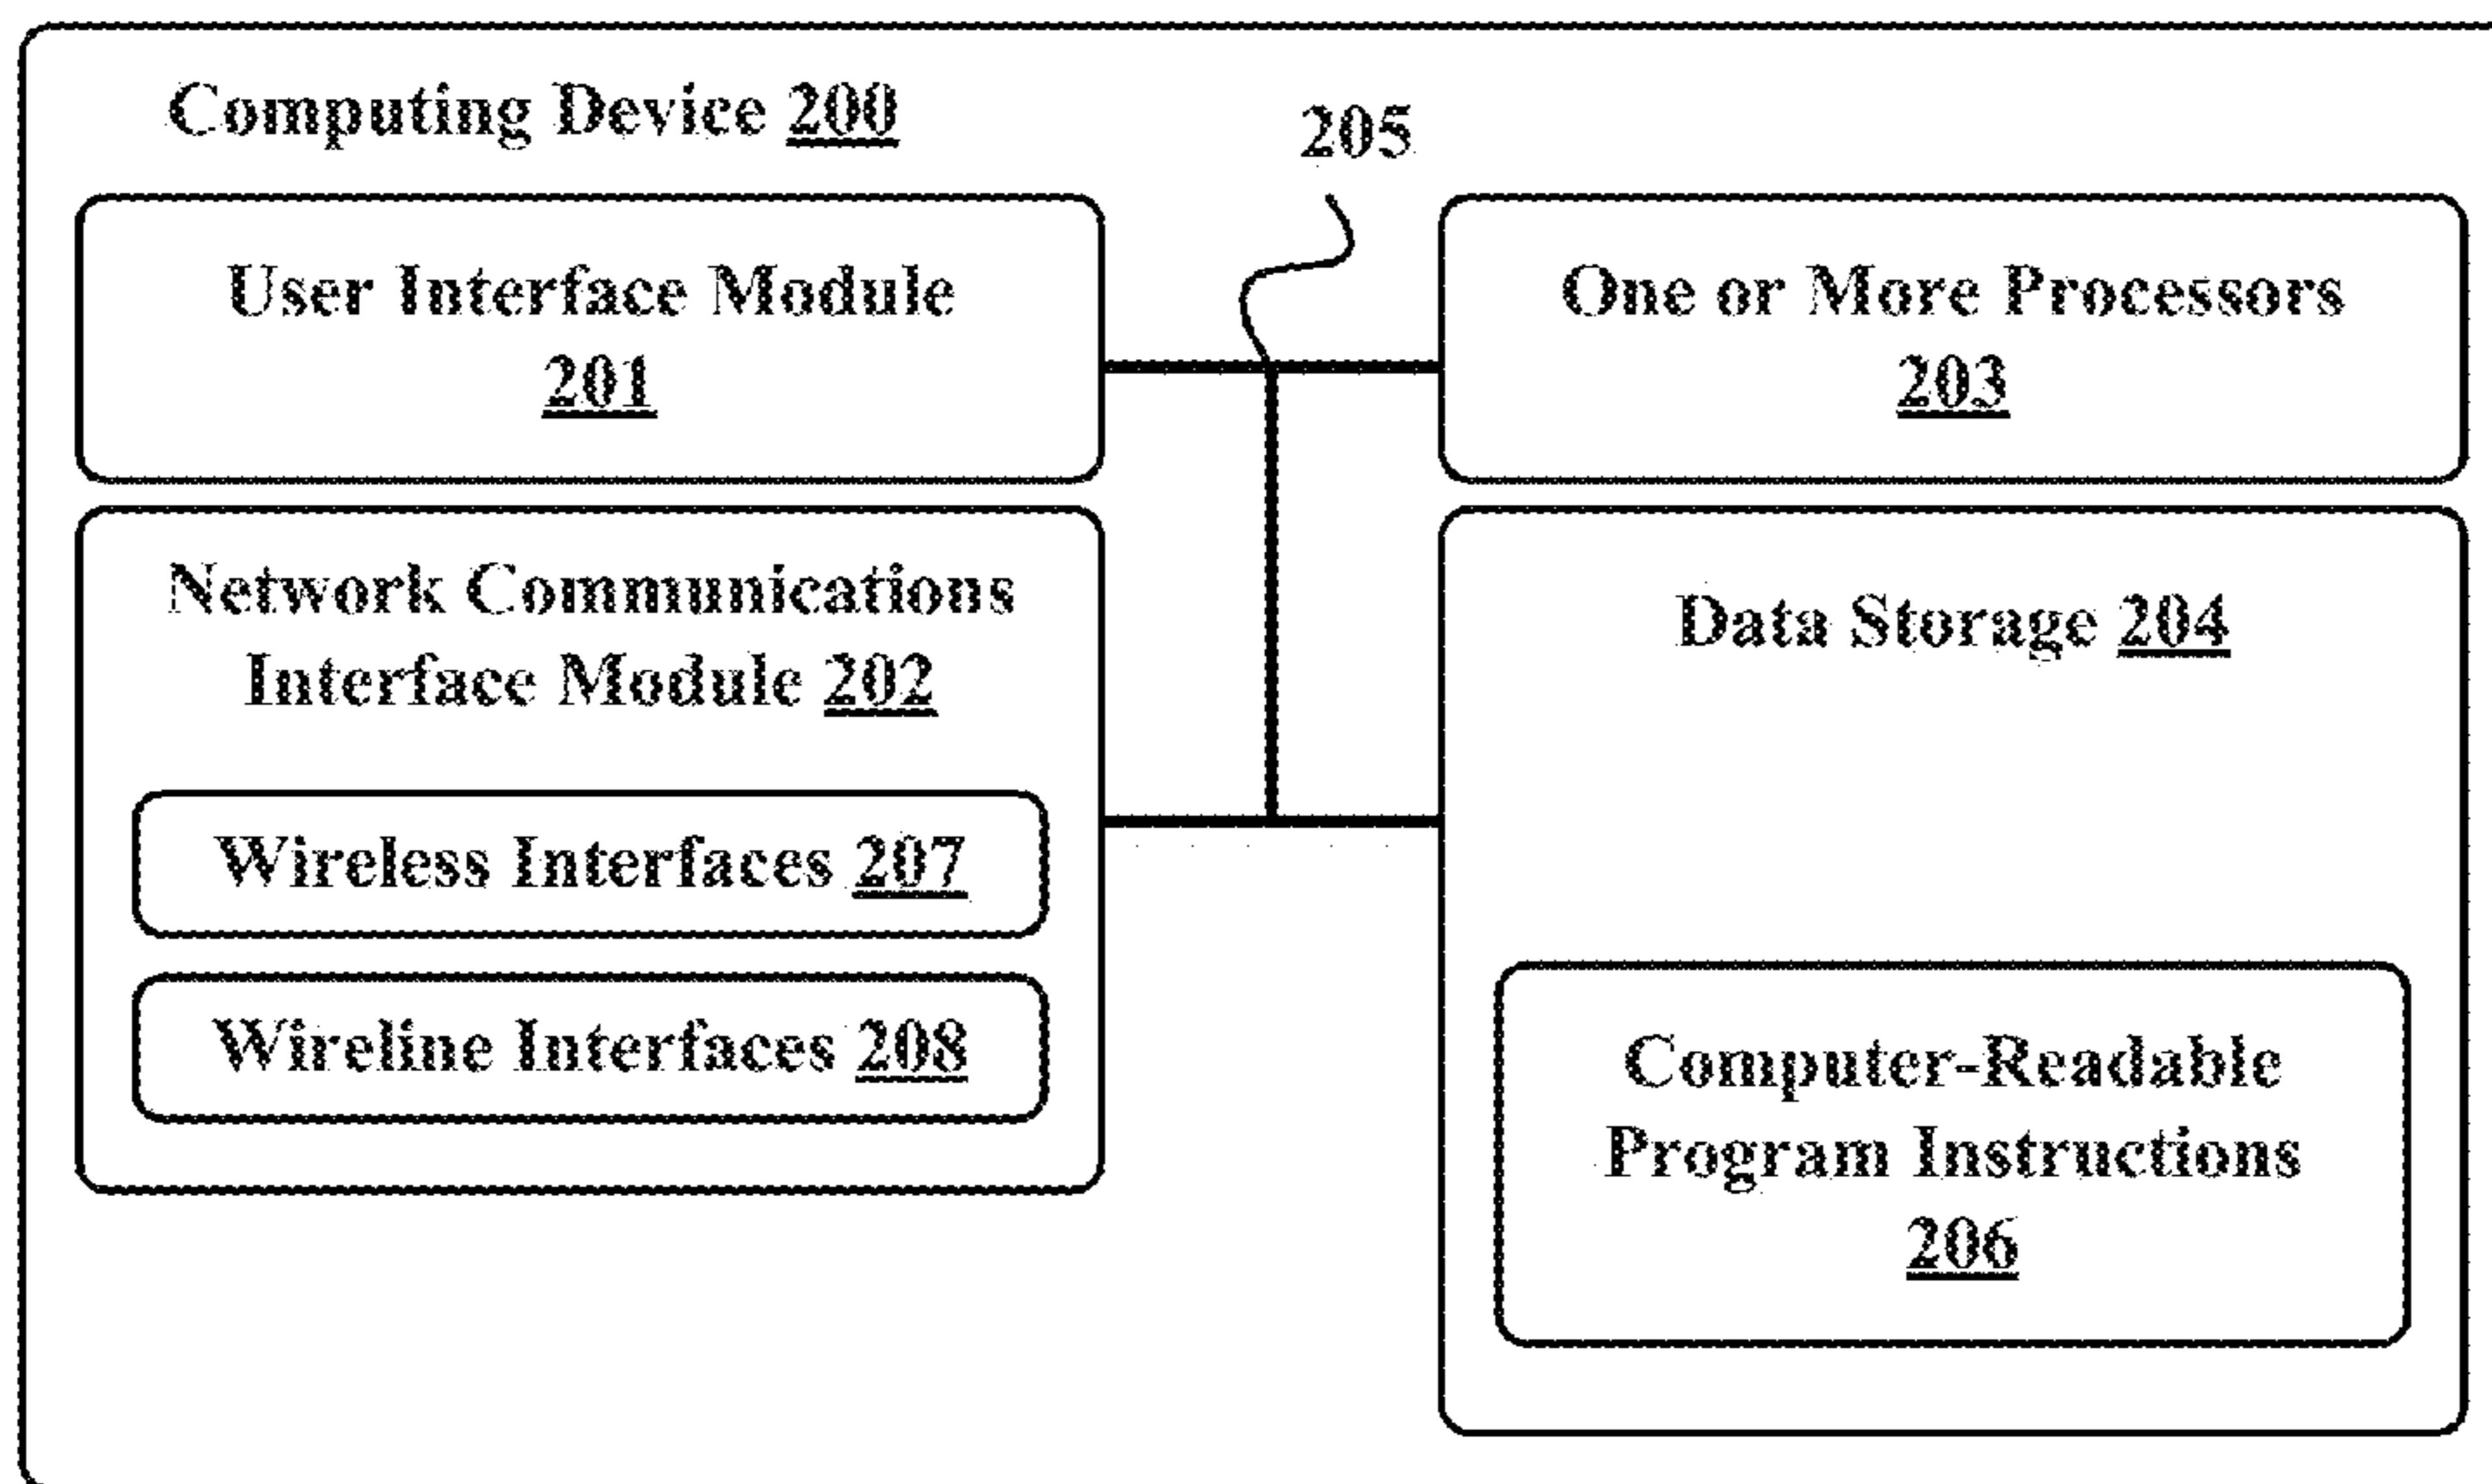 Computing Device 200
205
User Interface Module
201
One or More Processors
203
Network Communications
Interface Module 202
Wireless Interfaces 207
Wireline Interfaces 208
Data Storage 204
Computer-Readable
Program Instructions
206